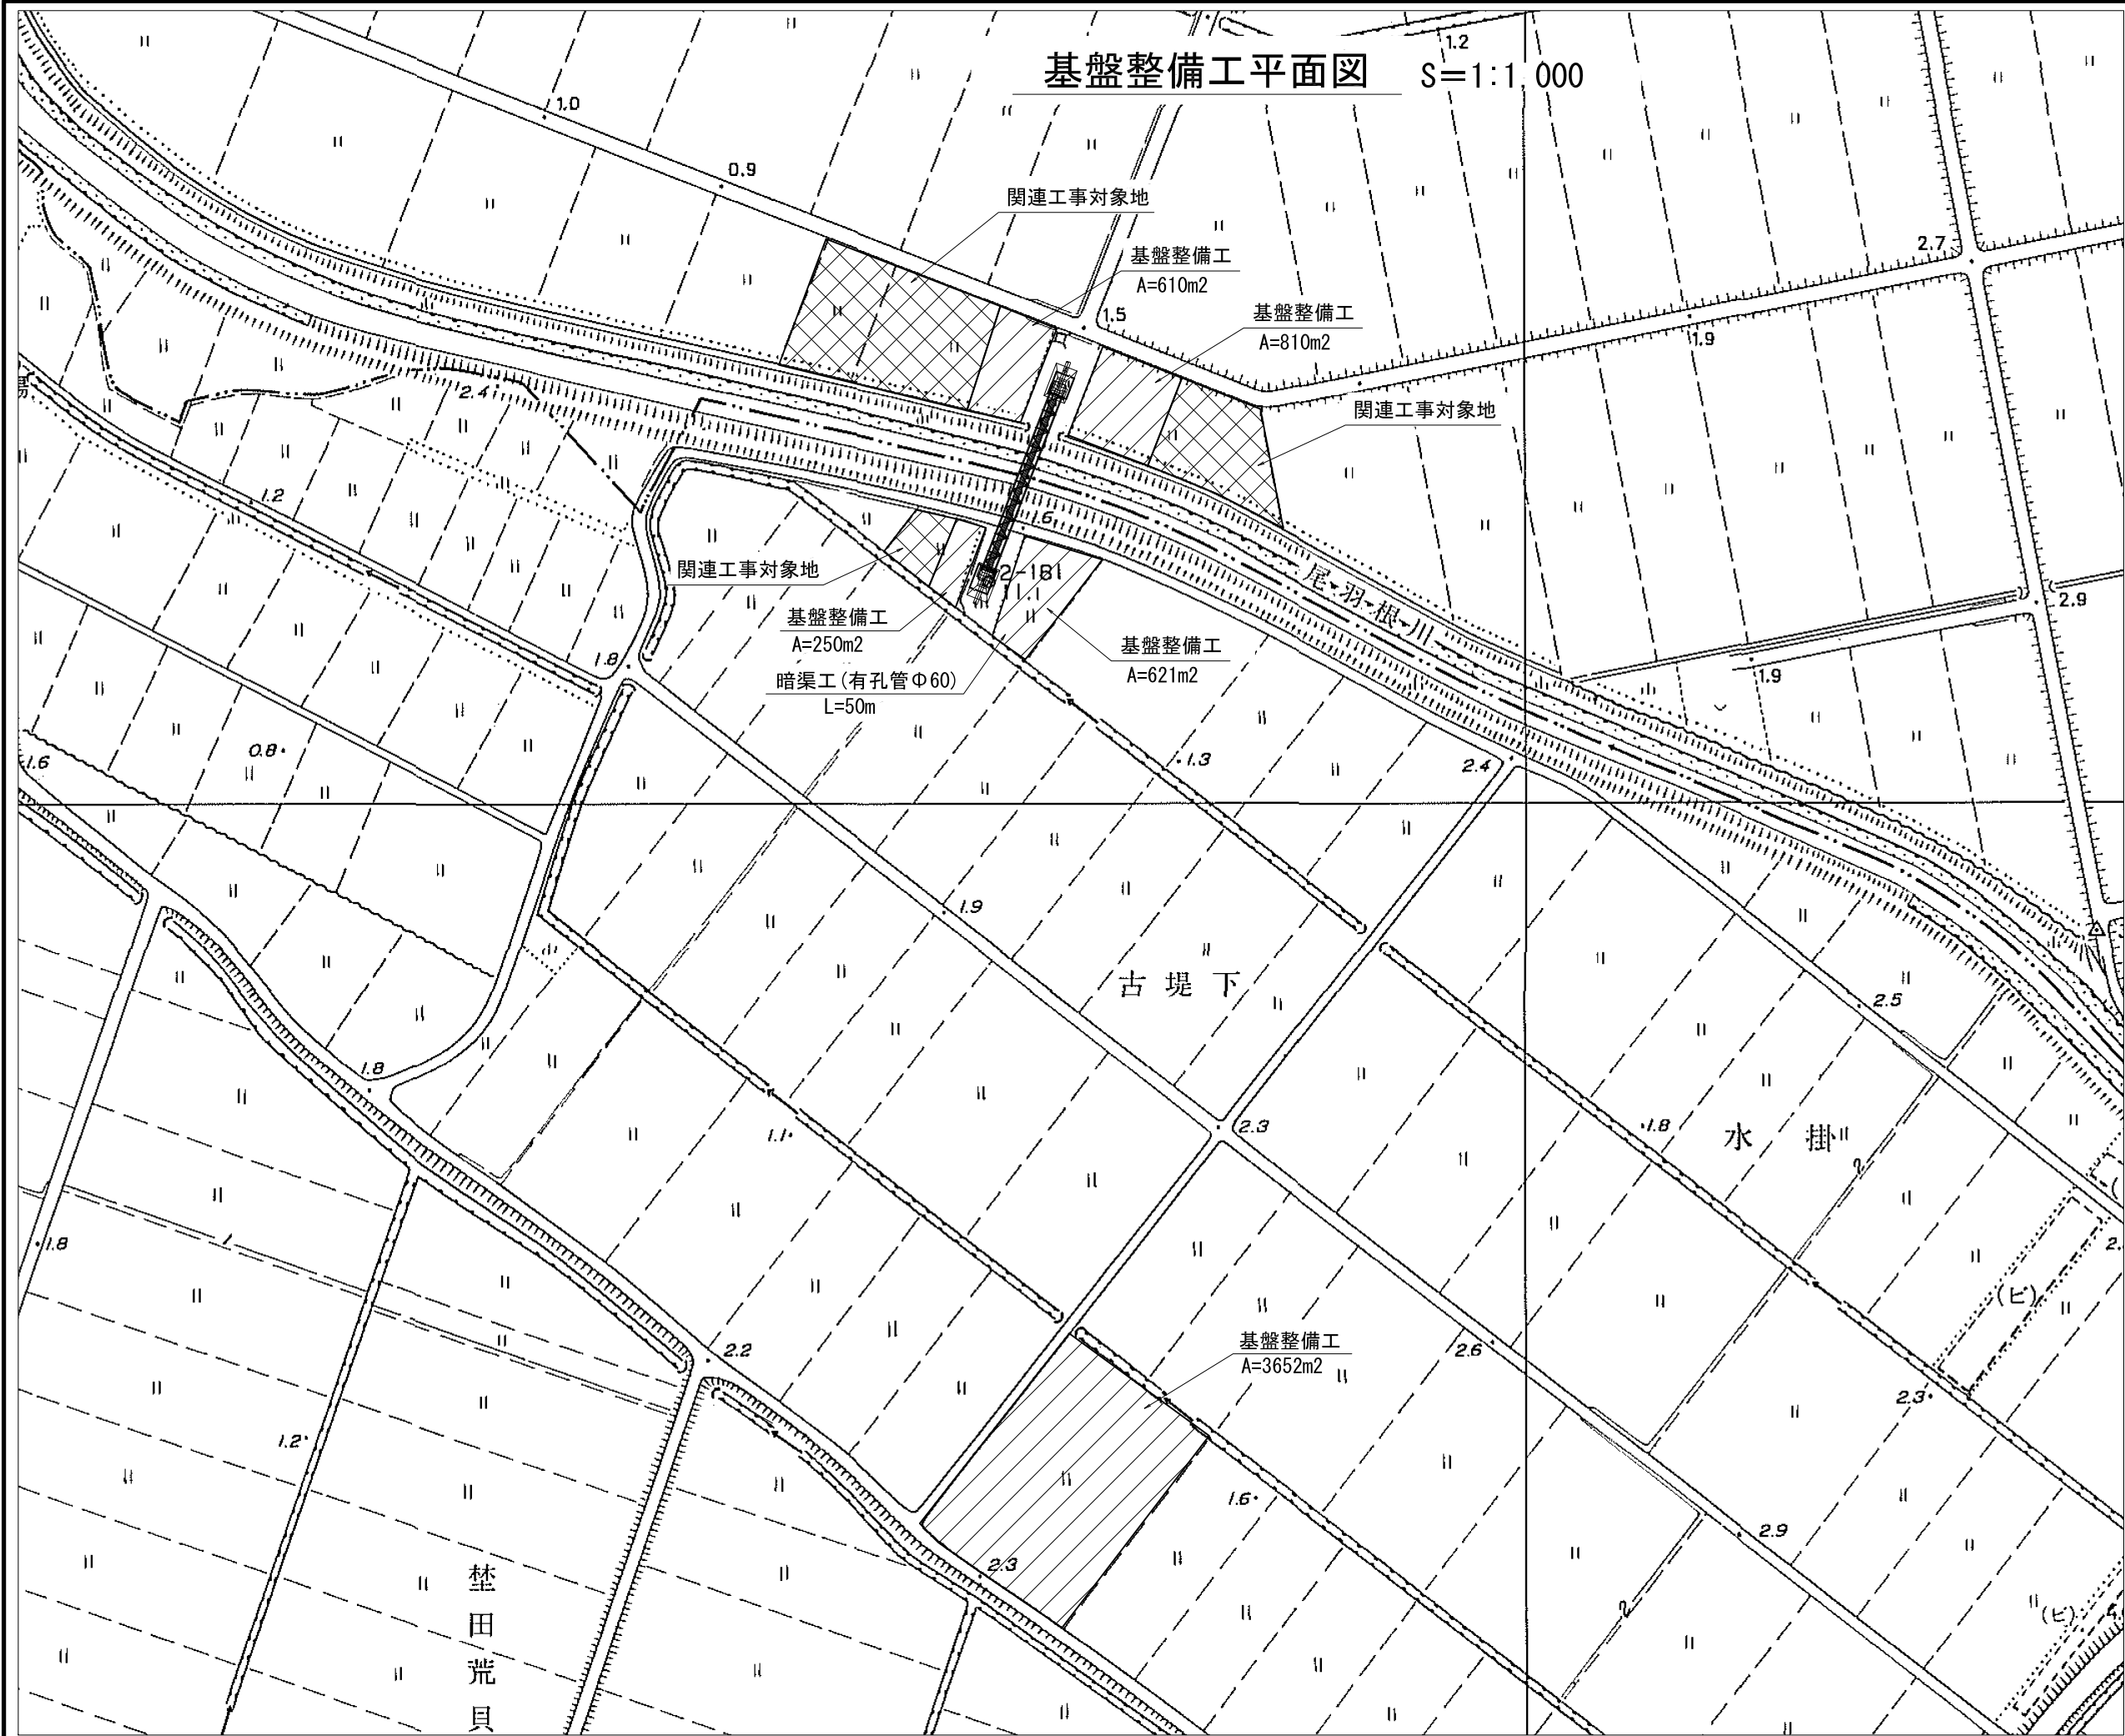 基盤整備工平面図 S=1:1,000
1.2
1.0
0.9
関連工事対象地
基盤整備工
A=610m2
2.7
1.5
基盤整備工
A=810m2
1.9
関連工事対象地
2.4
1.2
1.6
関連工事対象地
2-181
11.1
尾羽根川
2.9
基盤整備工
A=250m2
基盤整備工
A=621m2
1.8
暗渠工(有孔管Φ60)
L=50m
1.9
0.8
1.6
1.3
2.4
1.9
古堤下
2.5
1.8
1.1
2.3
1.8
水掛
1.8
(ビ)
2.2
基盤整備工
A=3652m2
2.6
2.3
1.2
1.6
2.9
2.3
埜田荒貝
(ビ)